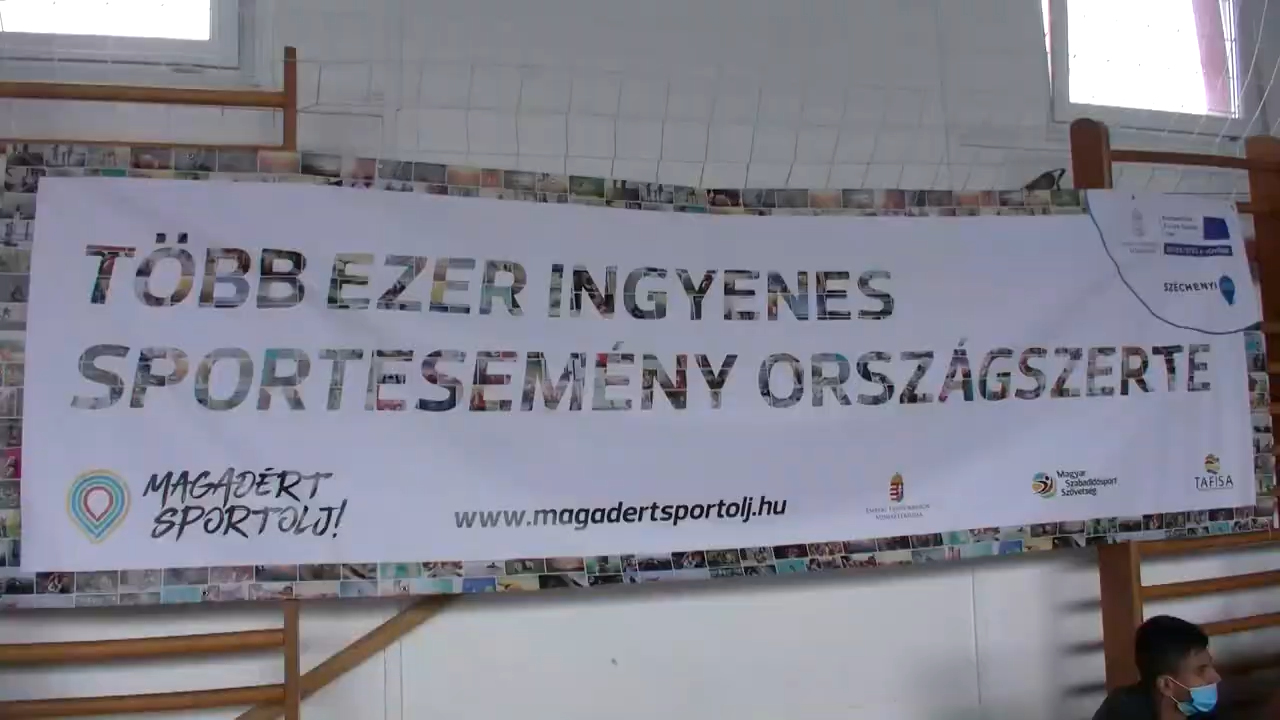 TÖBB EZER INGYENES
SPORTESEMÉNY ORSZÁGSZERTE
SZÉCHENYI
MAGADÉRT
SPORTOLJ!
www.magadertsportolj.hu
Magyar
Szabadidősport
Szövetség
TAFISA